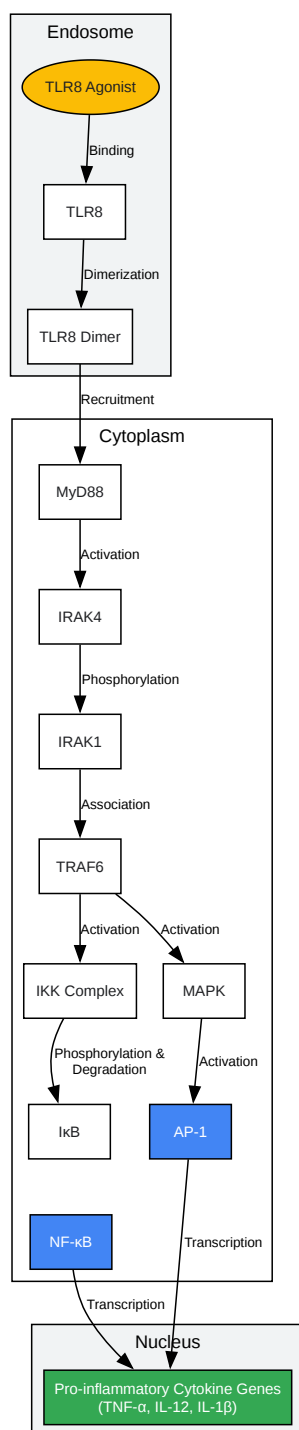 Endosome
TLR8 Agonist
Binding
TLR8
Dimerization
TLR8 Dimer
Recruitment
Cytoplasm
MyD88
Activation
IRAK4
Phosphorylation
IRAK1
Association
TRAF6
Activation
Activation
IKK Complex
MAPK
Phosphorylation &
Degradation
Activation
IκB
AP-1
NF-κB
Transcription
Transcription
Nucleus
Pro-inflammatory Cytokine Genes
(TNF-α, IL-12, IL-1β)